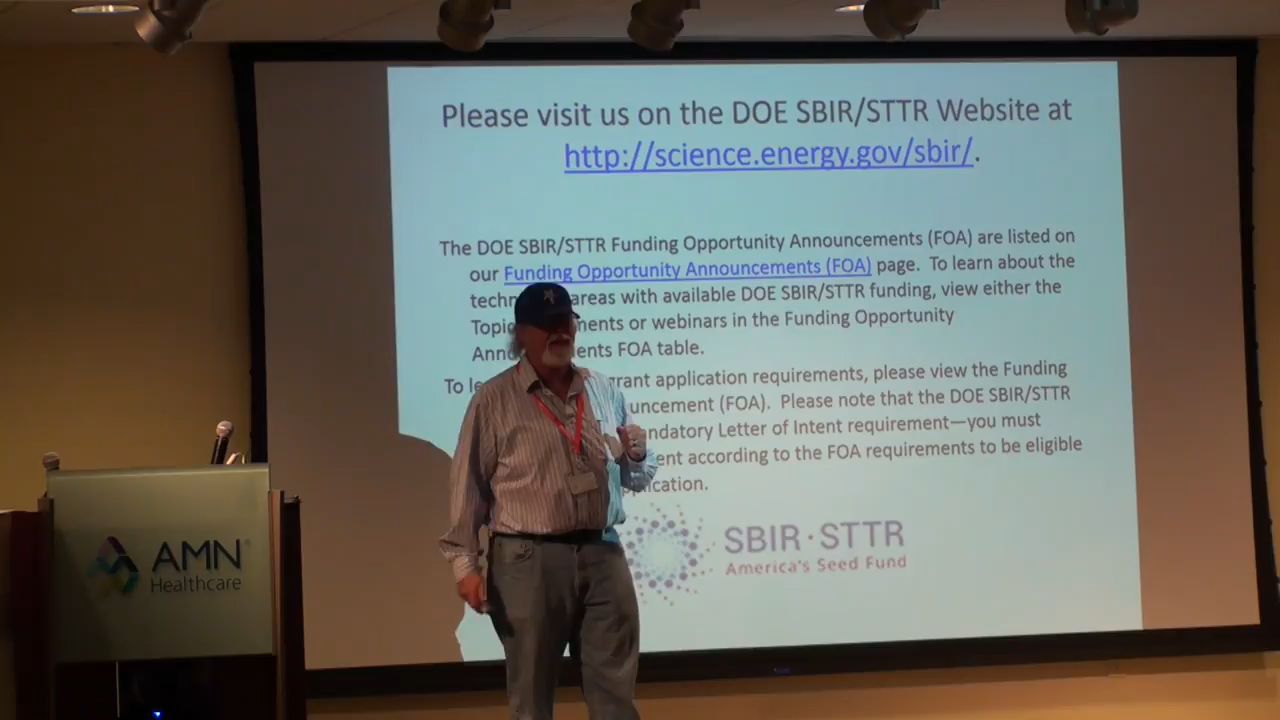 Please visit us on the DOE SBIR/STTR Website at
http://science.energy.gov/sbir/.
The DOE SBIR/STTR Funding Opportunity Announcements (FOA) are listed on
our Funding Opportunity Announcements (FOA) page. To learn about the
areas with available DOE SBIR/STTR funding, view either the
or webinars in the Funding Opportunity
FOA table.
To grant application requirements, please view the Funding
(FOA). Please note that the DOE SBIR/STTR
Letter of Intent requirement—you must
according to the FOA requirements to be eligible
SBIR·STTR
America's Seed Fund
AMN
Healthcare